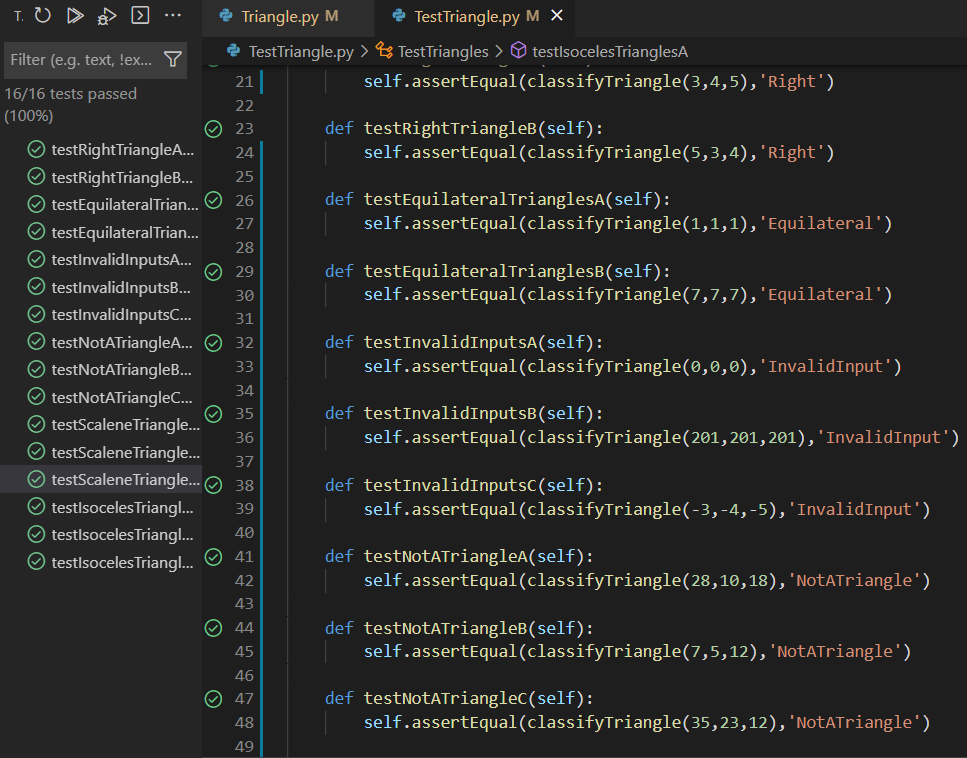 T.
Triangle.py M
TestTriangle.py M
TestTriangle.py > TestTriangles > testIsocelesTrianglesA
Filter (e.g. text, !ex...
16/16 tests passed
(100%)
testRightTriangleA...
testRightTriangleB...
testEquilateralTrian...
testEquilateralTrian...
testInvalidInputsA...
testInvalidInputsB...
testInvalidInputsC...
testNotATriangleA...
testNotATriangleB...
testNotATriangleC...
testScaleneTriangle...
testScaleneTriangle...
testScaleneTriangle...
testIsocelesTriangl...
testIsocelesTriangl...
testIsocelesTriangl...
21 self.assertEqual(classifyTriangle(3,4,5),'Right')
22
23 def testRightTriangleB(self):
24 self.assertEqual(classifyTriangle(5,3,4),'Right')
25
26 def testEquilateralTrianglesA(self):
27 self.assertEqual(classifyTriangle(1,1,1),'Equilateral')
28
29 def testEquilateralTrianglesB(self):
30 self.assertEqual(classifyTriangle(7,7,7),'Equilateral')
31
32 def testInvalidInputsA(self):
33 self.assertEqual(classifyTriangle(0,0,0),'InvalidInput')
34
35 def testInvalidInputsB(self):
36 self.assertEqual(classifyTriangle(201,201,201),'InvalidInput')
37
38 def testInvalidInputsC(self):
39 self.assertEqual(classifyTriangle(-3,-4,-5),'InvalidInput')
40
41 def testNotATriangleA(self):
42 self.assertEqual(classifyTriangle(28,10,18),'NotATriangle')
43
44 def testNotATriangleB(self):
45 self.assertEqual(classifyTriangle(7,5,12),'NotATriangle')
46
47 def testNotATriangleC(self):
48 self.assertEqual(classifyTriangle(35,23,12),'NotATriangle')
49